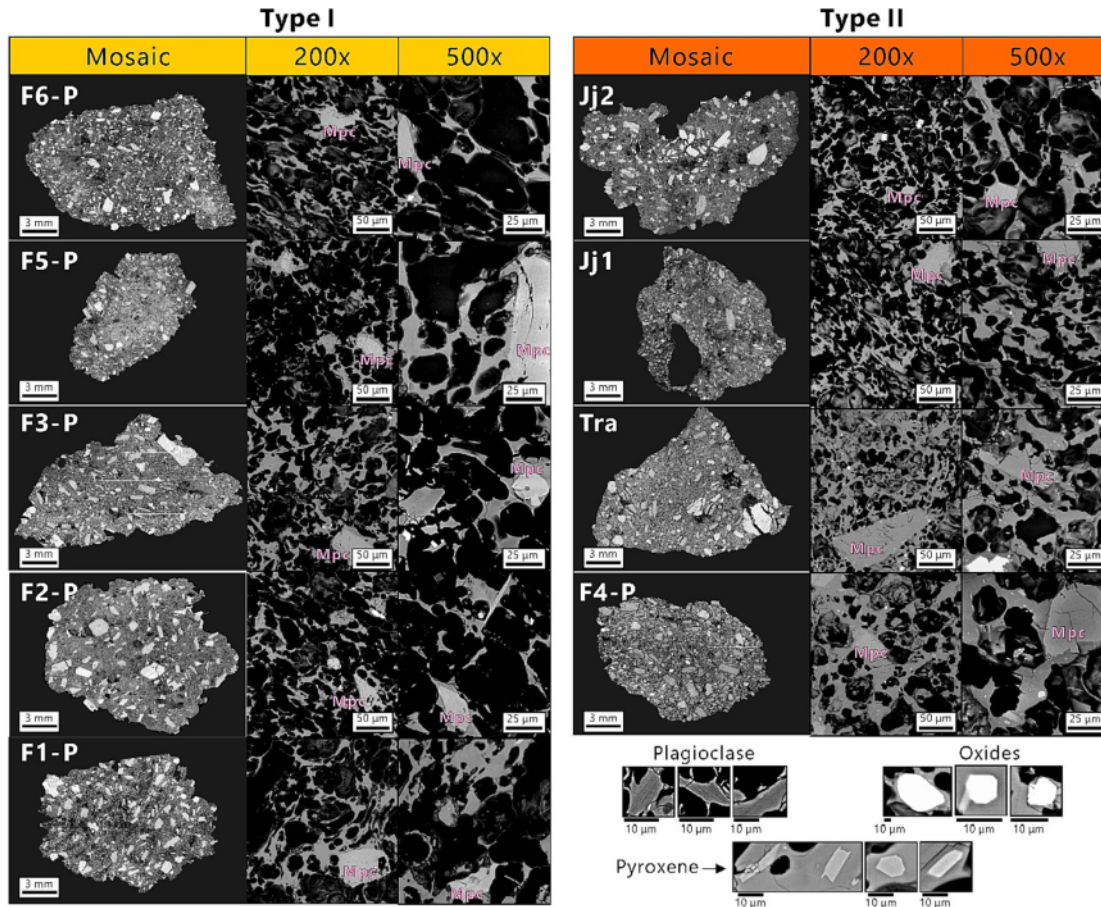 Type I
Mosaic 200x 500x
F6-P Mpc Mpc
3 mm 50 µm 25 µm
F5-P
Mpc Mpc
3 mm 50 µm 25 µm
F3-P Mpc
Mpc
3 mm 50 µm 25 µm
F2-P
Mpc Mpc
3 mm 50 µm 25 µm
F1-P
Mpc Mpc
3 mm 50 µm 25 µm
Type II
Mosaic 200x 500x
Jj2
Mpc Mpc
3 mm 50 µm 25 µm
Jj1 Mpc Mpc
3 mm 50 µm 25 µm
Tra Mpc
Mpc
3 mm 50 µm 25 µm
F4-P Mpc Mpc
3 mm 50 µm 25 µm
Plagioclase Oxides
10 µm 10 µm 10 µm 10 µm 10 µm 10 µm
Pyroxene
10 µm 10 µm 10 µm